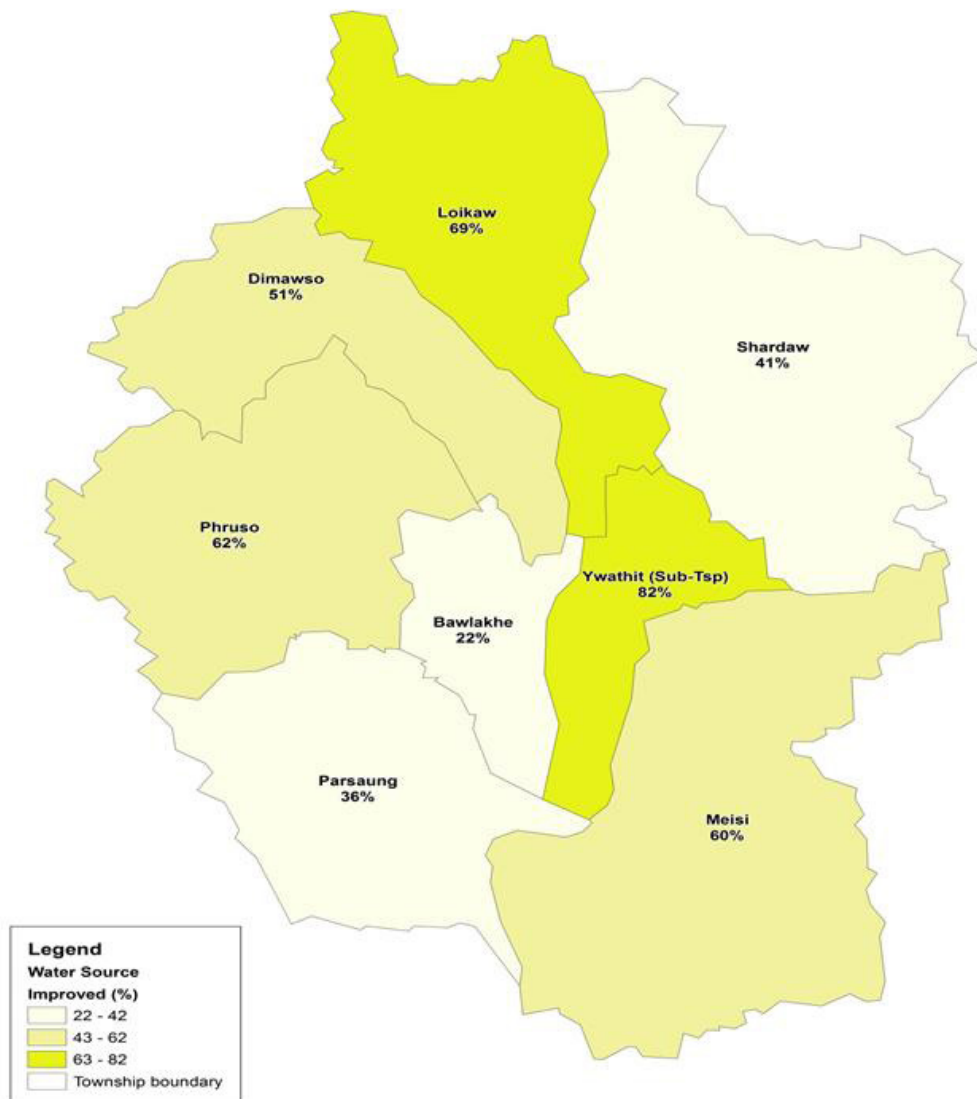 Loikaw
69%
Dimawso
51%
Shardaw
41%
Phruso
62%
Ywathit (Sub-Tsp)
82%
Bawlakhe
22%
Parsaung
36%
Meisi
60%
Legend
Water Source
Improved (%)
22 - 42
43 - 62
63 - 82
Township boundary